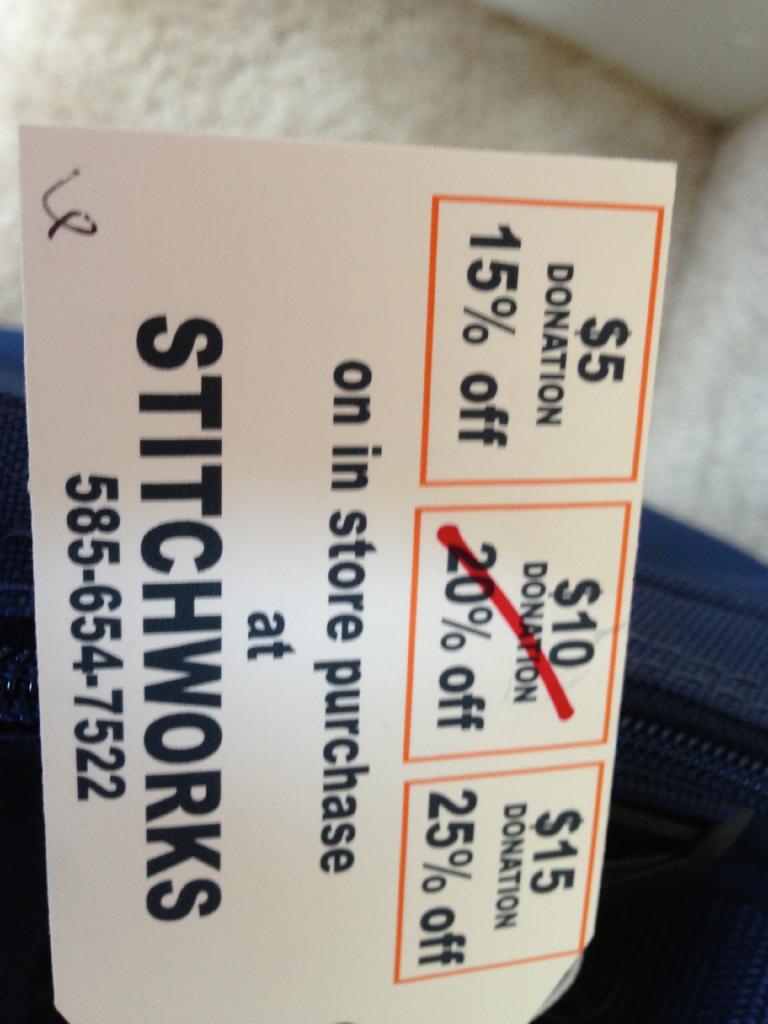 $5 $10 $15
DONATION DONATION DONATION
15% off 20% off 25% off
on in store purchase
at
STITCHWORKS
585-654-7522